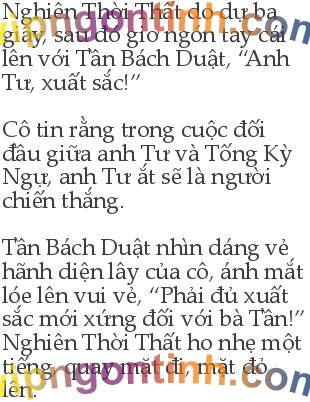 Nghiên Thời Thất do dự ba
giây, sau đó giơ ngón tay cái
lên với Tần Bách Duật, “Anh
Tư, xuất sắc!”
Cô tin rằng trong cuộc đối
đầu giữa anh Tư và Tống Kỳ
Ngự, anh Tư ắt sẽ là người
chiến thắng.
Tần Bách Duật nhìn dáng vẻ
hãnh diện lây của cô, ánh mắt
lóe lên vui vẻ, “Phải đủ xuất
sắc mới xứng đối với bà Tần!”
Nghiên Thời Thất ho nhẹ một
tiếng, quay mặt đi, mặt đỏ
lên.